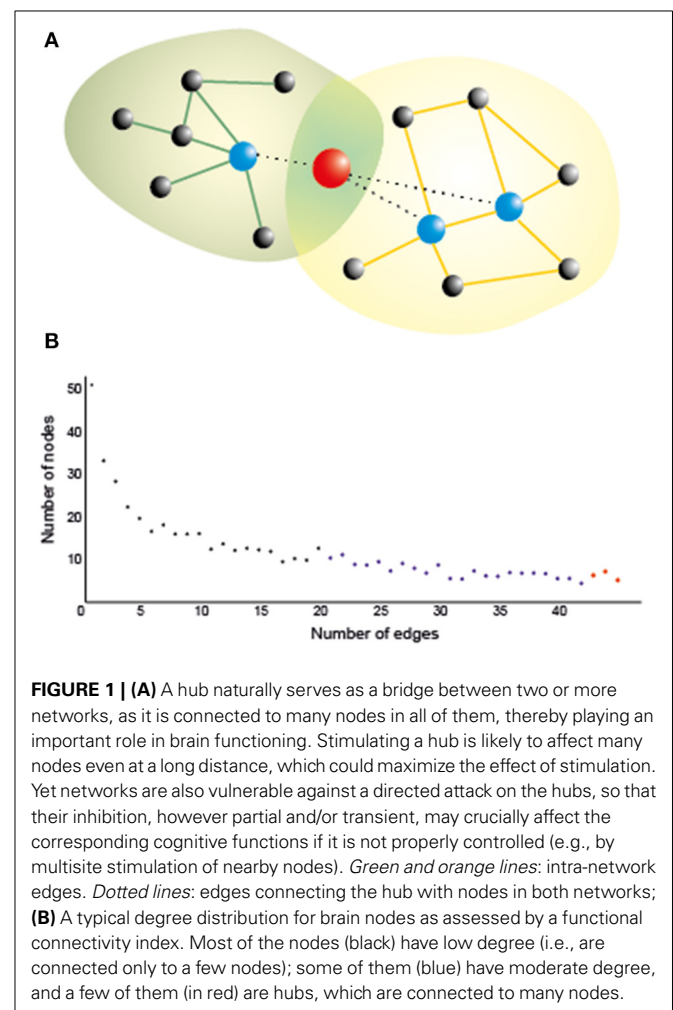 A
B
50
40
30
20
10
Number of nodes
0 5 10 15 20 25 30 35 40
Number of edges
FIGURE 1 | (A) A hub naturally serves as a bridge between two or more
networks, as it is connected to many nodes in all of them, thereby playing an
important role in brain functioning. Stimulating a hub is likely to affect many
nodes even at a long distance, which could maximize the effect of stimulation.
Yet networks are also vulnerable against a directed attack on the hubs, so that
their inhibition, however partial and/or transient, may crucially affect the
corresponding cognitive functions if it is not properly controlled (e.g., by
multisite stimulation of nearby nodes). Green and orange lines: intra-network
edges. Dotted lines: edges connecting the hub with nodes in both networks;
(B) A typical degree distribution for brain nodes as assessed by a functional
connectivity index. Most of the nodes (black) have low degree (i.e., are
connected only to a few nodes); some of them (blue) have moderate degree,
and a few of them (in red) are hubs, which are connected to many nodes.